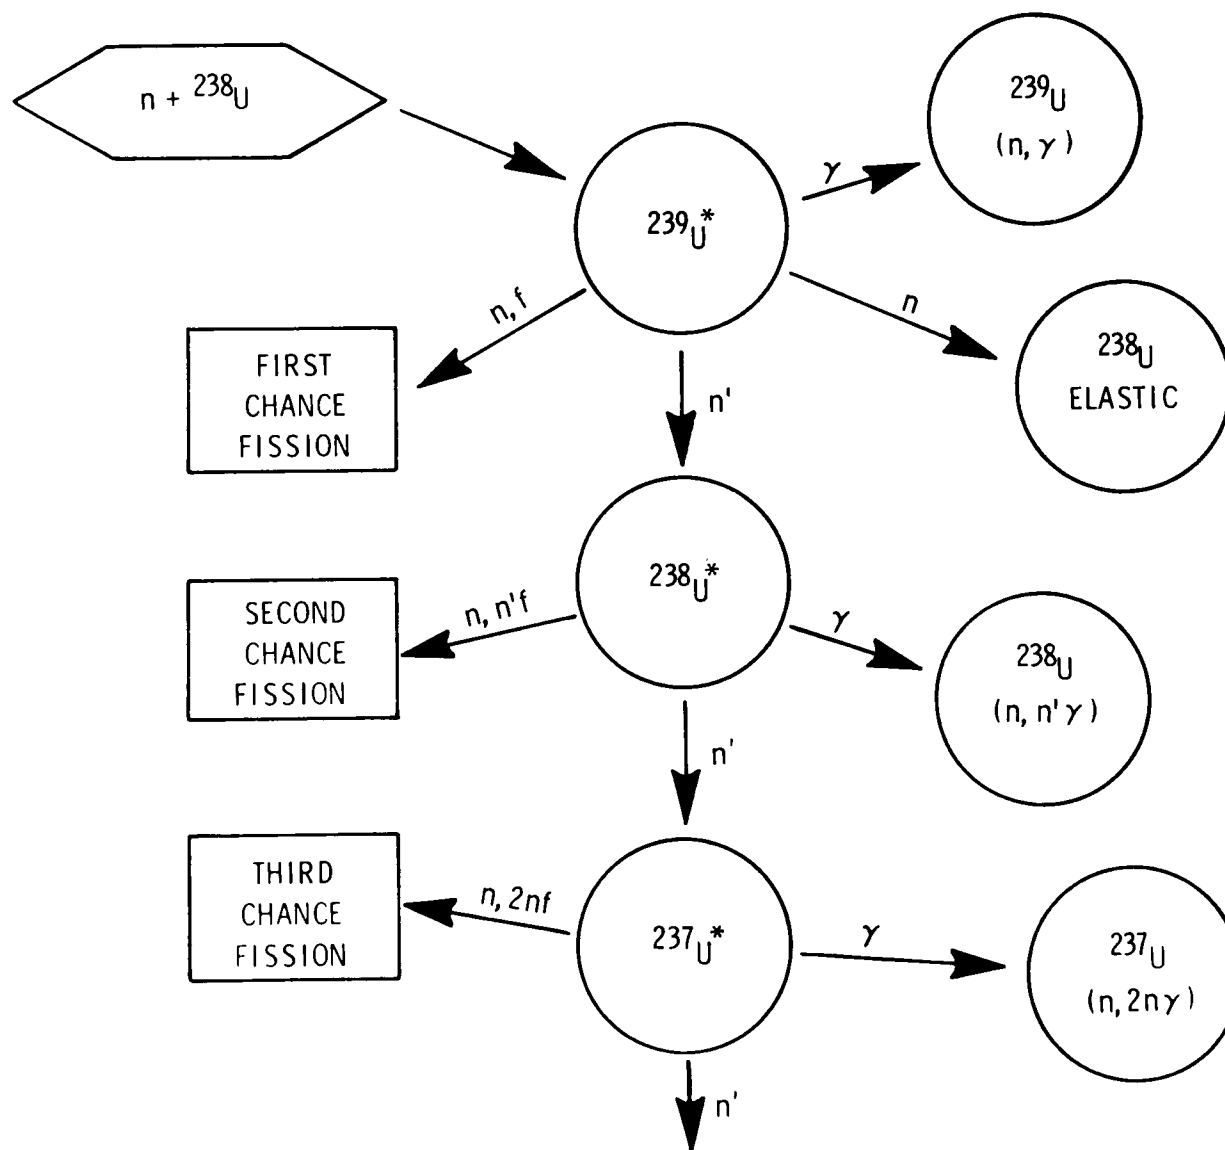 n + ²³⁸U
²³⁹U
(n, γ)
γ
²³⁹U*
n, f
n
FIRST
CHANCE
FISSION
²³⁸U
ELASTIC
n'
²³⁸U*
SECOND
CHANCE
FISSION
n, n'f
γ
²³⁸U
(n, n'γ)
n'
THIRD
CHANCE
FISSION
n, 2nf
²³⁷U*
γ
²³⁷U
(n, 2nγ)
n'